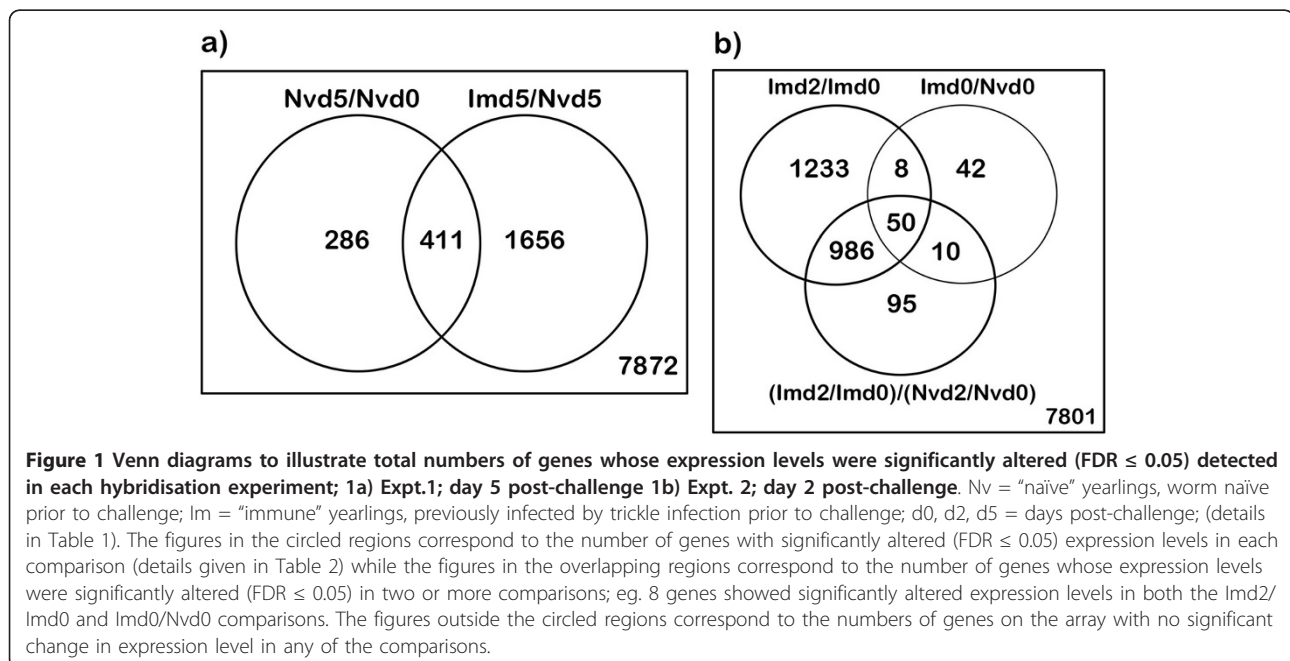 a)
Nvd5/Nvd0 Imd5/Nvd5
286 411 1656
7872
b)
Imd2/Imd0 Imd0/Nvd0
1233 8 42
50
986 10
95
(Imd2/Imd0)/(Nvd2/Nvd0)
7801
Figure 1 Venn diagrams to illustrate total numbers of genes whose expression levels were significantly altered (FDR ≤ 0.05) detected
in each hybridisation experiment; 1a) Expt.1; day 5 post-challenge 1b) Expt. 2; day 2 post-challenge. Nv = “naïve” yearlings, worm naïve
prior to challenge; Im = “immune” yearlings, previously infected by trickle infection prior to challenge; d0, d2, d5 = days post-challenge; (details
in Table 1). The figures in the circled regions correspond to the number of genes with significantly altered (FDR ≤ 0.05) expression levels in each
comparison (details given in Table 2) while the figures in the overlapping regions correspond to the number of genes whose expression levels
were significantly altered (FDR ≤ 0.05) in two or more comparisons; eg. 8 genes showed significantly altered expression levels in both the Imd2/
Imd0 and Imd0/Nvd0 comparisons. The figures outside the circled regions correspond to the numbers of genes on the array with no significant
change in expression level in any of the comparisons.